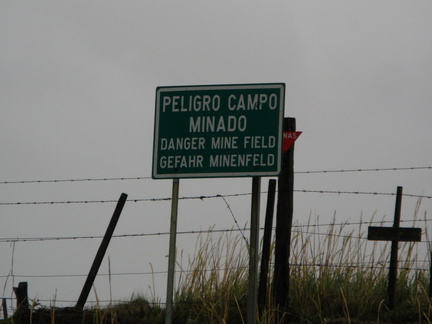 PELIGRO CAMPO
MINADO
DANGER MINE FIELD
GEFAHR MINENFELD